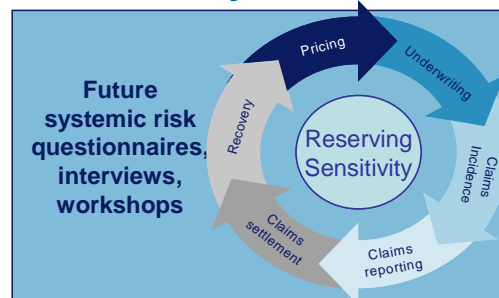 Future
systemic risk
questionnaires,
interviews,
workshops
Pricing
Underwriting
Claims
Incidence
Claims
reporting
Claims
settlement
Recovery
Reserving
Sensitivity